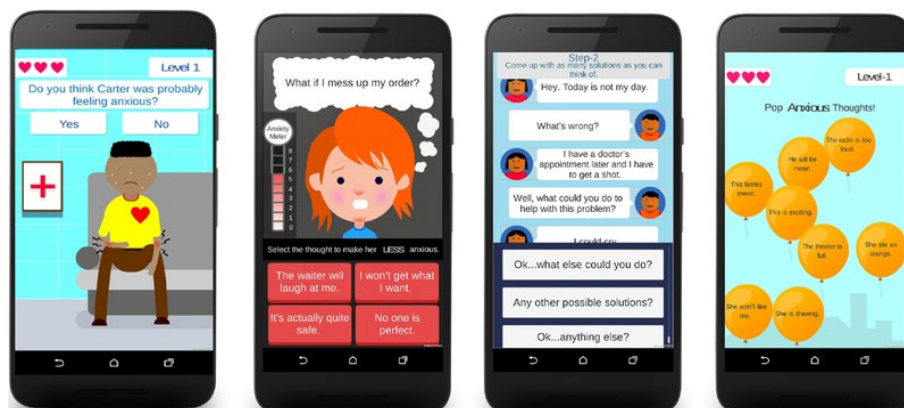 Level 1
Do you think Carter was probably
feeling anxious?
Yes
No
What if I mess up my order?
Anxiety
Meter
8
7
6
5
4
3
2
1
0
Select the thought to make her LESS anxious.
The waiter will
laugh at me.
I won't get what
I want.
It's actually quite
safe.
No one is
perfect.
Step-2
Come up with as many solutions as you can
think of.
Hey. Today is not my day.
What's wrong?
I have a doctor's
appointment later and I have
to get a shot.
Well, what could you do to
help with this problem?
I could cry.
Ok...what else could you do?
Any other possible solutions?
Ok...anything else?
Level-1
Pop Anxious Thoughts!
The radio is too
loud.
He will be
mean.
This tastes
sweet.
This is exciting.
The theater is
full.
She ate an
orange.
She won't like
me.
She is drawing.